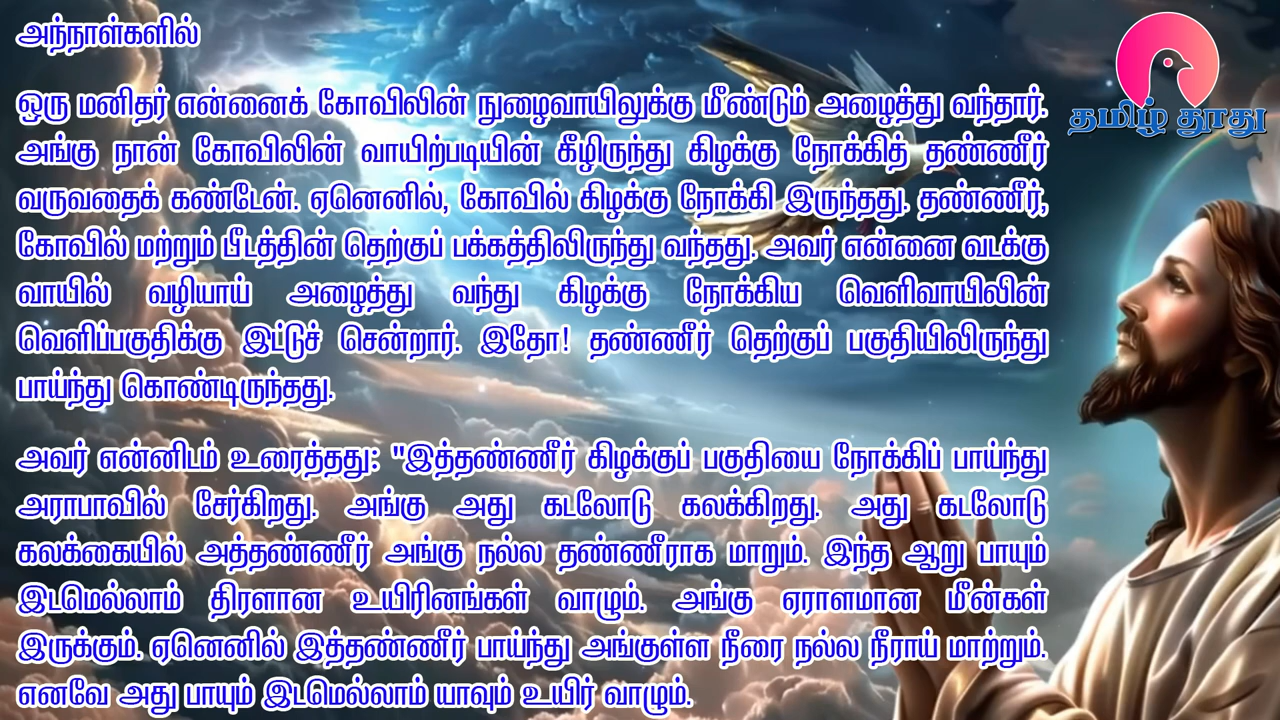 அந்நாள்களில்
தமிழ் தூது
ஒரு மனிதர் என்னைக் கோவிலின் நுழைவாயிலுக்கு மீண்டும் அழைத்து வந்தார்.
அங்கு நான் கோவிலின் வாயிற்படியின் கீழிருந்து கிழக்கு நோக்கித் தண்ணீர்
வருவதைக் கண்டேன். ஏனெனில், கோவில் கிழக்கு நோக்கி இருந்தது. தண்ணீர்,
கோவில் மற்றும் பீடத்தின் தெற்குப் பக்கத்திலிருந்து வந்தது. அவர் என்னை வடக்கு
வாயில் வழியாய் அழைத்து வந்து கிழக்கு நோக்கிய வெளிவாயிலின்
வெளிப்பகுதிக்கு இட்டுச் சென்றார். இதோ! தண்ணீர் தெற்குப் பகுதியிலிருந்து
பாய்ந்து கொண்டிருந்தது.
அவர் என்னிடம் உரைத்தது: "இத்தண்ணீர் கிழக்குப் பகுதியை நோக்கிப் பாய்ந்து
அராபாவில் சேர்கிறது. அங்கு அது கடலோடு கலக்கிறது. அது கடலோடு
கலக்கையில் அத்தண்ணீர் அங்கு நல்ல தண்ணீராக மாறும். இந்த ஆறு பாயும்
இடமெல்லாம் திரளான உயிரினங்கள் வாழும். அங்கு ஏராளமான மீன்கள்
இருக்கும். ஏனெனில் இத்தண்ணீர் பாய்ந்து அங்குள்ள நீரை நல்ல நீராய் மாற்றும்.
எனவே அது பாயும் இடமெல்லாம் யாவும் உயிர் வாழும்.